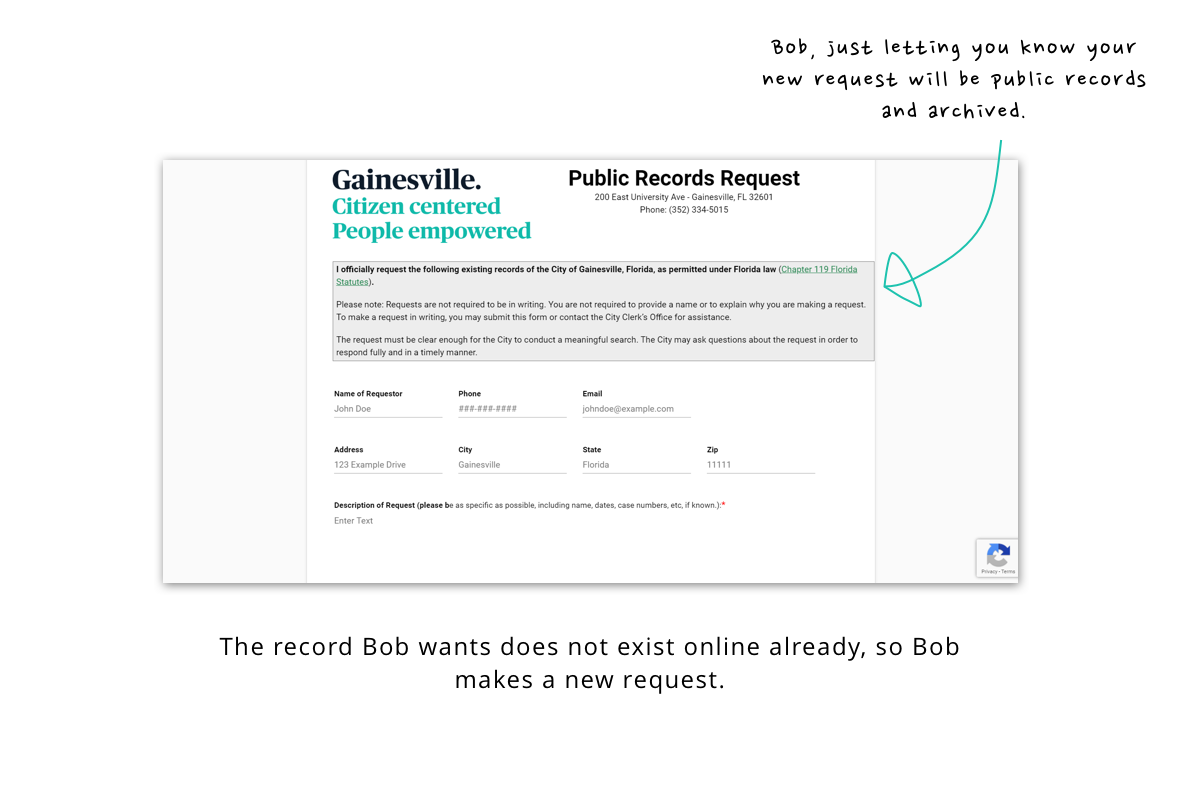 Bob, just letting you know your
new request will be public records
and archived.
Gainesville.
Citizen centered
People empowered
Public Records Request
200 East University Ave - Gainesville, FL 32601
Phone: (352) 334-5015
I officially request the following existing records of the City of Gainesville, Florida, as permitted under Florida law (Chapter 119 Florida
Statutes).
Please note: Requests are not required to be in writing. You are not required to provide a name or to explain why you are making a request.
To make a request in writing, you may submit this form or contact the City Clerk's Office for assistance.
The request must be clear enough for the City to conduct a meaningful search. The City may ask questions about the request in order to
respond fully and in a timely manner.
Name of Requestor Phone Email
John Doe ###-###-#### johndoe@example.com
Address City State Zip
123 Example Drive Gainesville Florida 11111
Description of Request (please be as specific as possible, including name, dates, case numbers, etc, if known.):*
Enter Text
Privacy - Terms
The record Bob wants does not exist online already, so Bob
makes a new request.